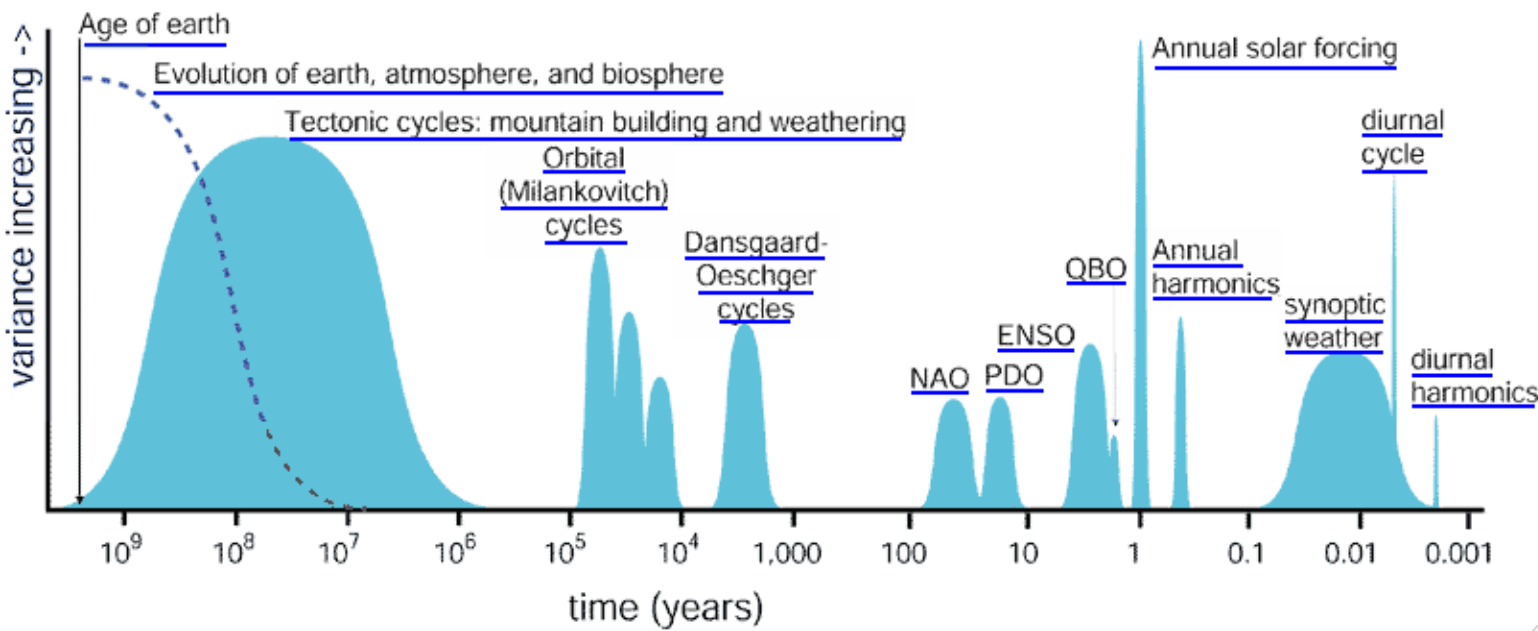 Age of earth
Evolution of earth, atmosphere, and biosphere
Tectonic cycles: mountain building and weathering
Orbital
(Milankovitch)
cycles
Dansgaard-
Oeschger
cycles
NAO
PDO
ENSO
QBO
Annual solar forcing
Annual
harmonics
synoptic
weather
diurnal
cycle
diurnal
harmonics
variance increasing ->
10⁹ 10⁸ 10⁷ 10⁶ 10⁵ 10⁴ 1,000 100 10 1 0.1 0.01 0.001
time (years)